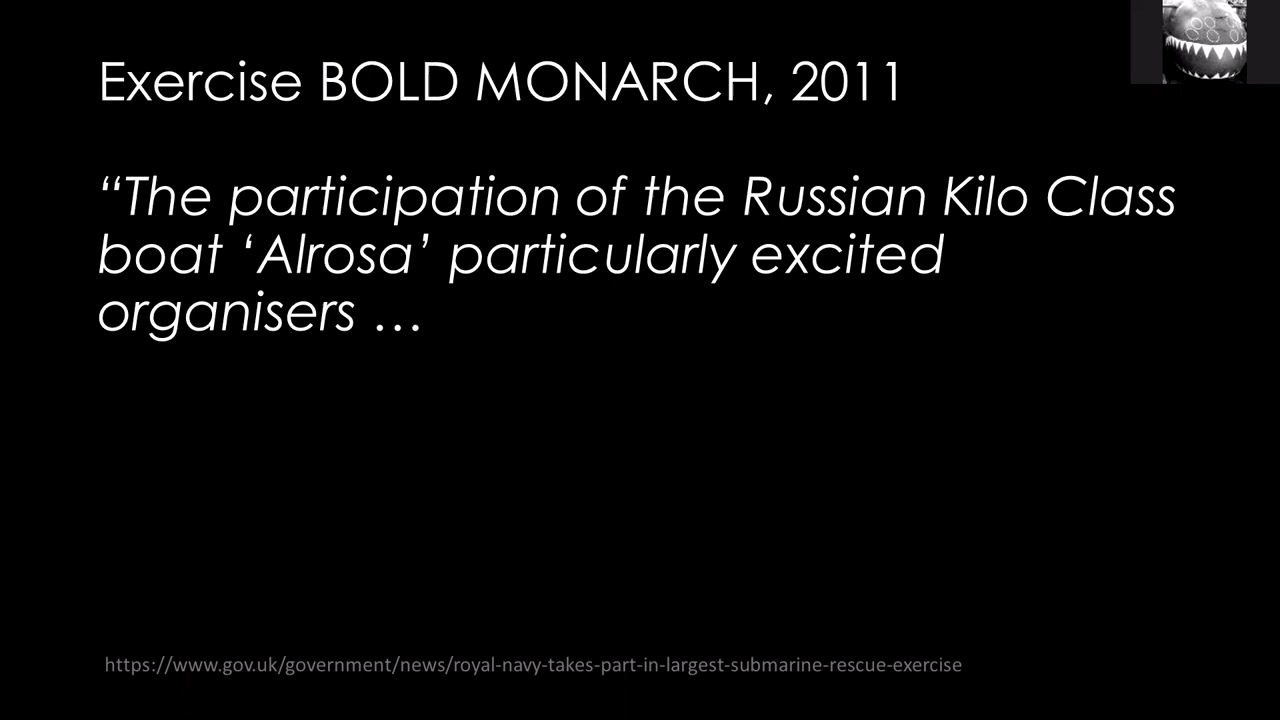 Exercise BOLD MONARCH, 2011
“The participation of the Russian Kilo Class
boat ‘Alrosa’ particularly excited
organisers …
https://www.gov.uk/government/news/royal-navy-takes-part-in-largest-submarine-rescue-exercise